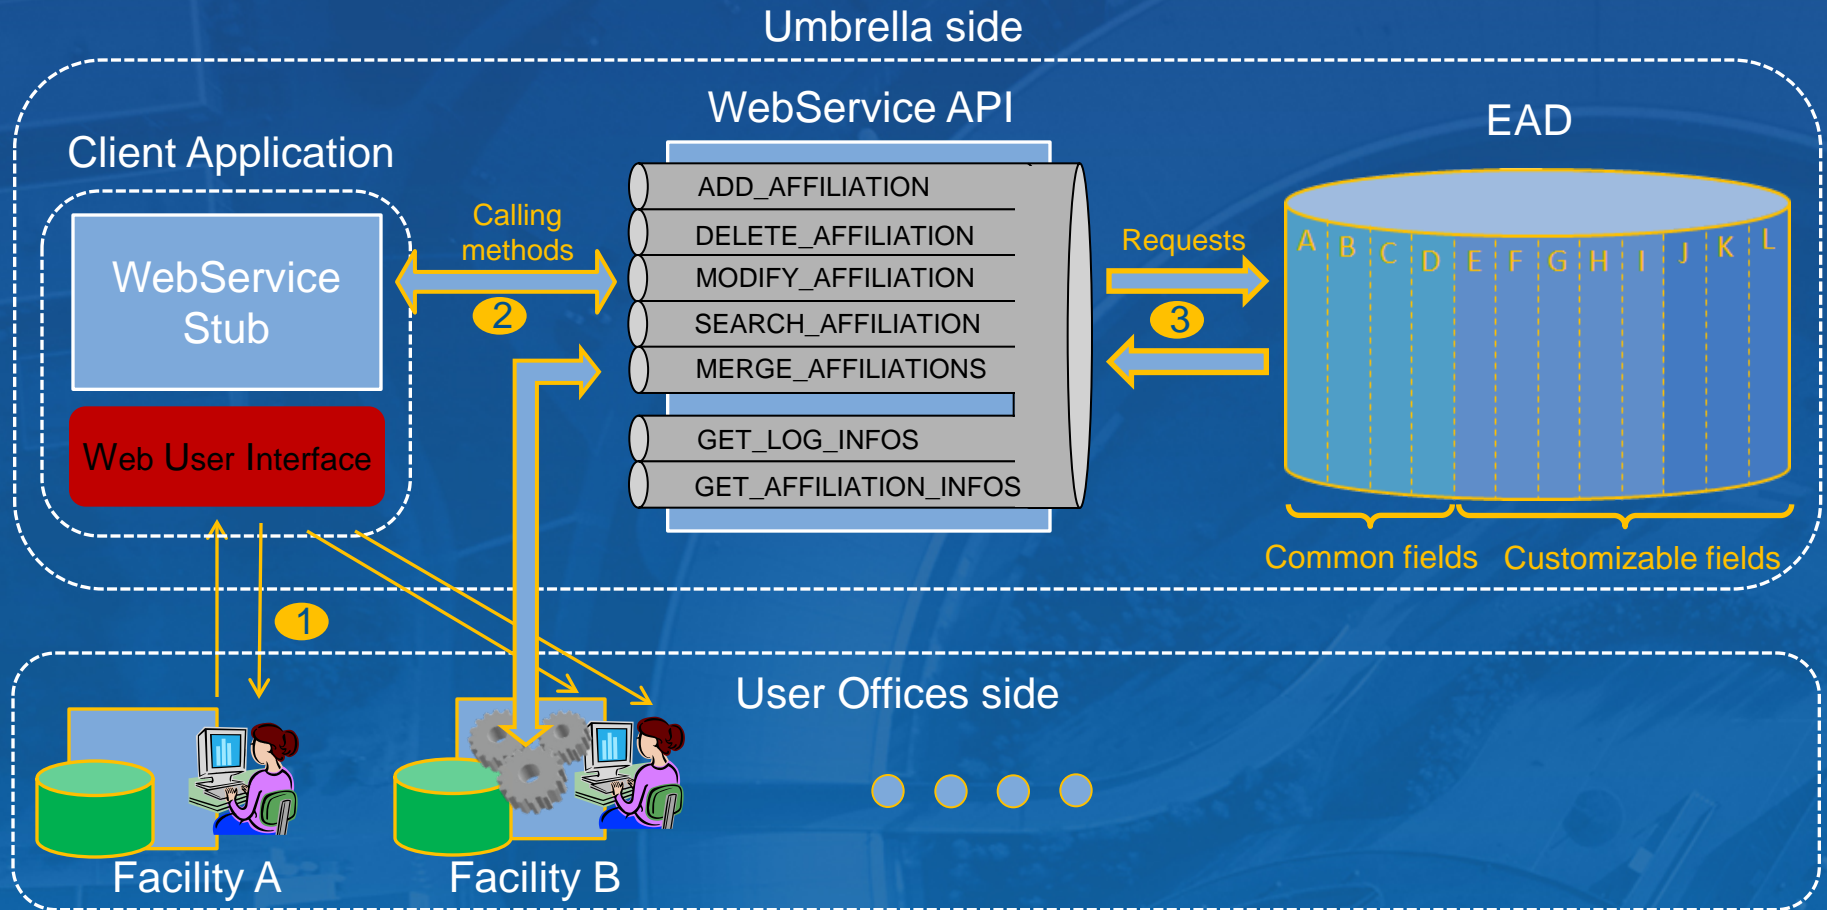 Umbrella side
WebService API
EAD
Client Application
ADD_AFFILIATION
DELETE_AFFILIATION
MODIFY_AFFILIATION
SEARCH_AFFILIATION
MERGE_AFFILIATIONS
GET_LOG_INFOS
GET_AFFILIATION_INFOS
WebService
Stub
Web User Interface
Calling
methods
2
Requests
3
A B C D E F G H I J K L
Common fields
Customizable fields
1
User Offices side
Facility A
Facility B